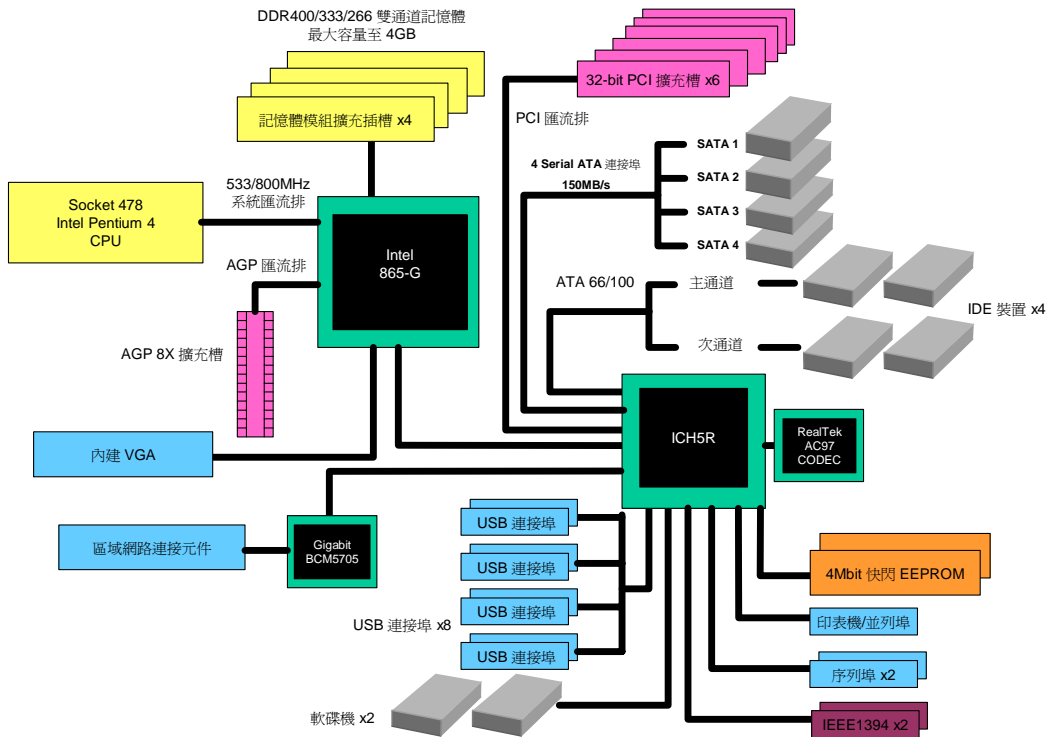 DDR400/333/266 雙通道記憶體
最大容量至 4GB
記憶體模組擴充插槽 x4
32-bit PCI 擴充槽 x6
PCI 匯流排
4 Serial ATA 連接埠
150MB/s
SATA 1
SATA 2
SATA 3
SATA 4
533/800MHz
系統匯流排
Socket 478
Intel Pentium 4
CPU
Intel
865-G
AGP 匯流排
AGP 8X 擴充槽
ATA 66/100
主通道
次通道
IDE 裝置 x4
ICH5R
RealTek
AC97
CODEC
內建 VGA
區域網路連接元件
Gigabit
BCM5705
USB 連接埠
USB 連接埠
USB 連接埠
USB 連接埠
USB 連接埠 x8
4Mbit 快閃 EEPROM
印表機/並列埠
序列埠 x2
IEEE1394 x2
軟碟機 x2